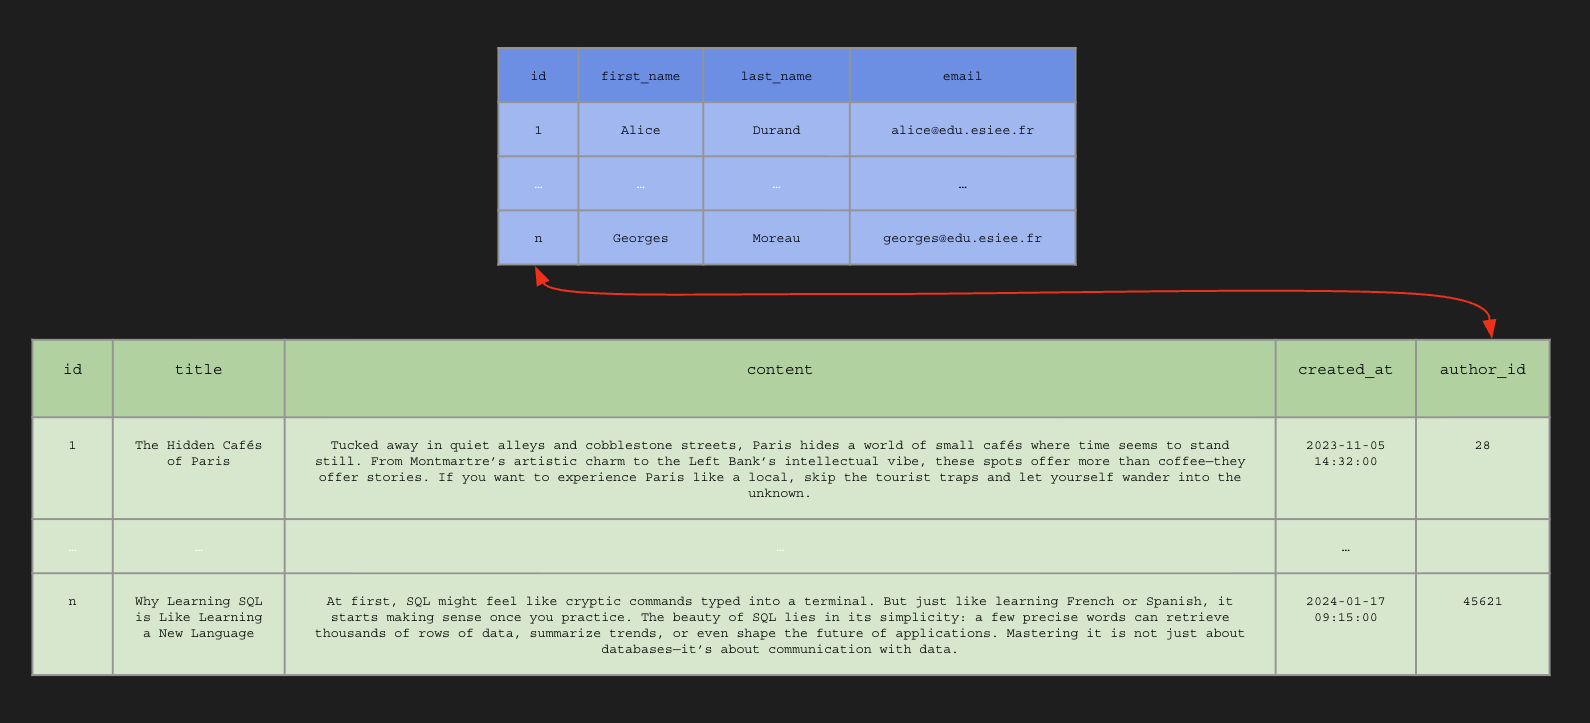 id first_name last_name email
1 Alice Durand alice@edu.esiee.fr
… … … …
n Georges Moreau georges@edu.esiee.fr
id title content created_at author_id
1
The Hidden Cafés
of Paris
Tucked away in quiet alleys and cobblestone streets, Paris hides a world of small cafés where time seems to stand
still. From Montmartre’s artistic charm to the Left Bank’s intellectual vibe, these spots offer more than coffee—they
offer stories. If you want to experience Paris like a local, skip the tourist traps and let yourself wander into the
unknown.
2023-11-05
14:32:00
28
… … … …
n
Why Learning SQL
is Like Learning
a New Language
At first, SQL might feel like cryptic commands typed into a terminal. But just like learning French or Spanish, it
starts making sense once you practice. The beauty of SQL lies in its simplicity: a few precise words can retrieve
thousands of rows of data, summarize trends, or even shape the future of applications. Mastering it is not just about
databases—it’s about communication with data.
2024-01-17
09:15:00
45621